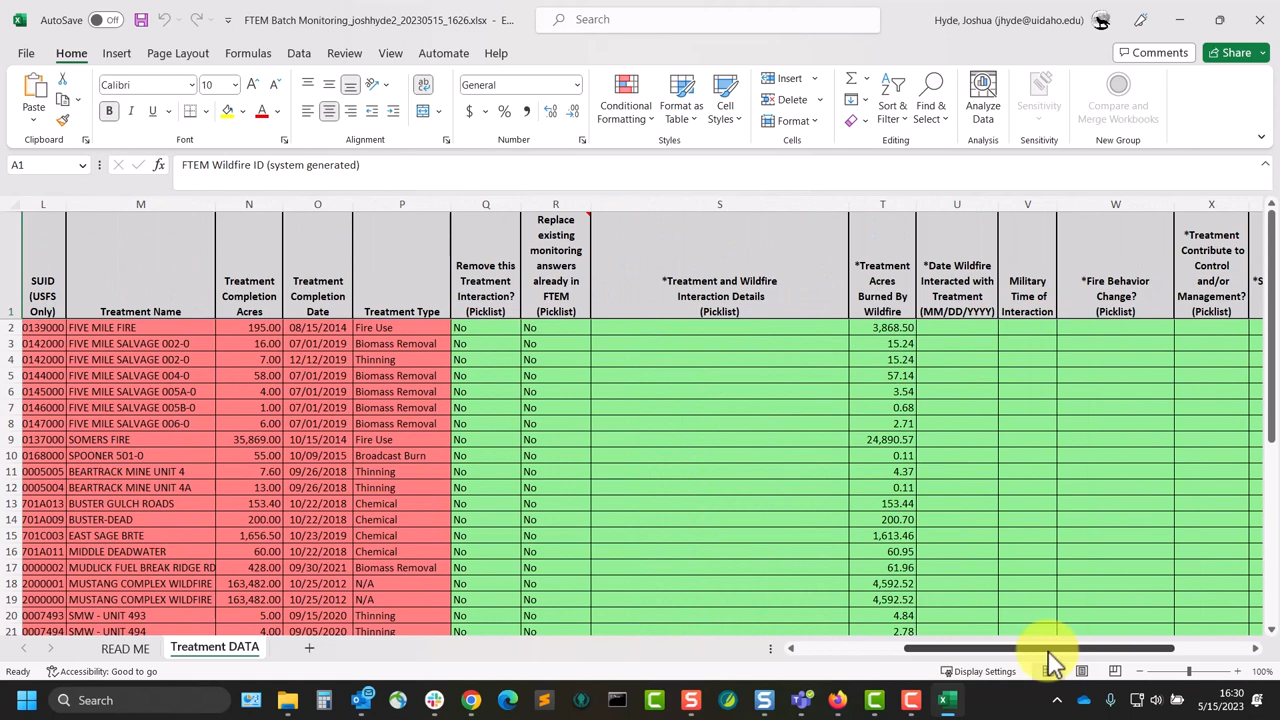 AutoSave Off FTEM Batch Monitoring_joshhyde2_20230515_1626.xlsx - E... Search Hyde, Joshua (jhyde@uidaho.edu)
File Home Insert Page Layout Formulas Data Review View Automate Help Comments Share
Paste Calibri 10 General Conditional Formatting Format as Table Cell Styles Insert Delete Format Sort & Filter Find & Select Analyze Data Sensitivity Compare and Merge Workbooks
Clipboard Font Alignment Number Styles Cells Editing Analysis Sensitivity New Group
A1 fx FTEM Wildfire ID (system generated)
L M N O P Q R S T U V W X
1 SUID (USFS Only) Treatment Name Treatment Completion Acres Treatment Completion Date Treatment Type Remove this Treatment Interaction? (Picklist) Replace existing monitoring answers already in FTEM (Picklist) *Treatment and Wildfire Interaction Details (Picklist) *Treatment Acres Burned By Wildfire *Date Wildfire Interacted with Treatment (MM/DD/YYYY) Military Time of Interaction *Fire Behavior Change? (Picklist) *Treatment Contribute to Control and/or Management? (Picklist) *S
2 0139000 FIVE MILE FIRE 195.00 08/15/2014 Fire Use No No 3,868.50
3 0142000 FIVE MILE SALVAGE 002-0 16.00 07/01/2019 Biomass Removal No No 15.24
4 0142000 FIVE MILE SALVAGE 002-0 7.00 12/12/2019 Thinning No No 15.24
5 0144000 FIVE MILE SALVAGE 004-0 58.00 07/01/2019 Biomass Removal No No 57.14
6 0145000 FIVE MILE SALVAGE 005A-0 4.00 07/01/2019 Biomass Removal No No 3.54
7 0146000 FIVE MILE SALVAGE 005B-0 1.00 07/01/2019 Biomass Removal No No 0.68
8 0147000 FIVE MILE SALVAGE 006-0 6.00 07/01/2019 Biomass Removal No No 2.71
9 0137000 SOMERS FIRE 35,869.00 10/15/2014 Fire Use No No 24,890.57
10 0168000 SPOONER 501-0 55.00 10/09/2015 Broadcast Burn No No 0.11
11 0005005 BEARTRACK MINE UNIT 4 7.60 09/26/2018 Thinning No No 4.37
12 0005004 BEARTRACK MINE UNIT 4A 13.00 09/26/2018 Thinning No No 0.11
13 701A013 BUSTER GULCH ROADS 153.40 10/22/2018 Chemical No No 153.44
14 701A009 BUSTER-DEAD 200.00 10/22/2018 Chemical No No 200.70
15 701C003 EAST SAGE BRTE 1,656.50 10/23/2019 Chemical No No 1,613.46
16 701A011 MIDDLE DEADWATER 60.00 10/22/2018 Chemical No No 60.95
17 0000002 MUDLICK FUEL BREAK RIDGE RD 428.00 09/30/2021 Biomass Removal No No 61.96
18 2000001 MUSTANG COMPLEX WILDFIRE 163,482.00 10/25/2012 N/A No No 4,592.52
19 2000000 MUSTANG COMPLEX WILDFIRE 163,482.00 10/25/2012 N/A No No 4,592.52
20 0007493 SMW - UNIT 493 5.00 09/15/2020 Thinning No No 4.84
21 0007494 SMW - UNIT 494 4.00 09/05/2020 Thinning No No 2.78
READ ME Treatment DATA
Ready Accessibility: Good to go Display Settings 100%
Search 16:30
5/15/2023